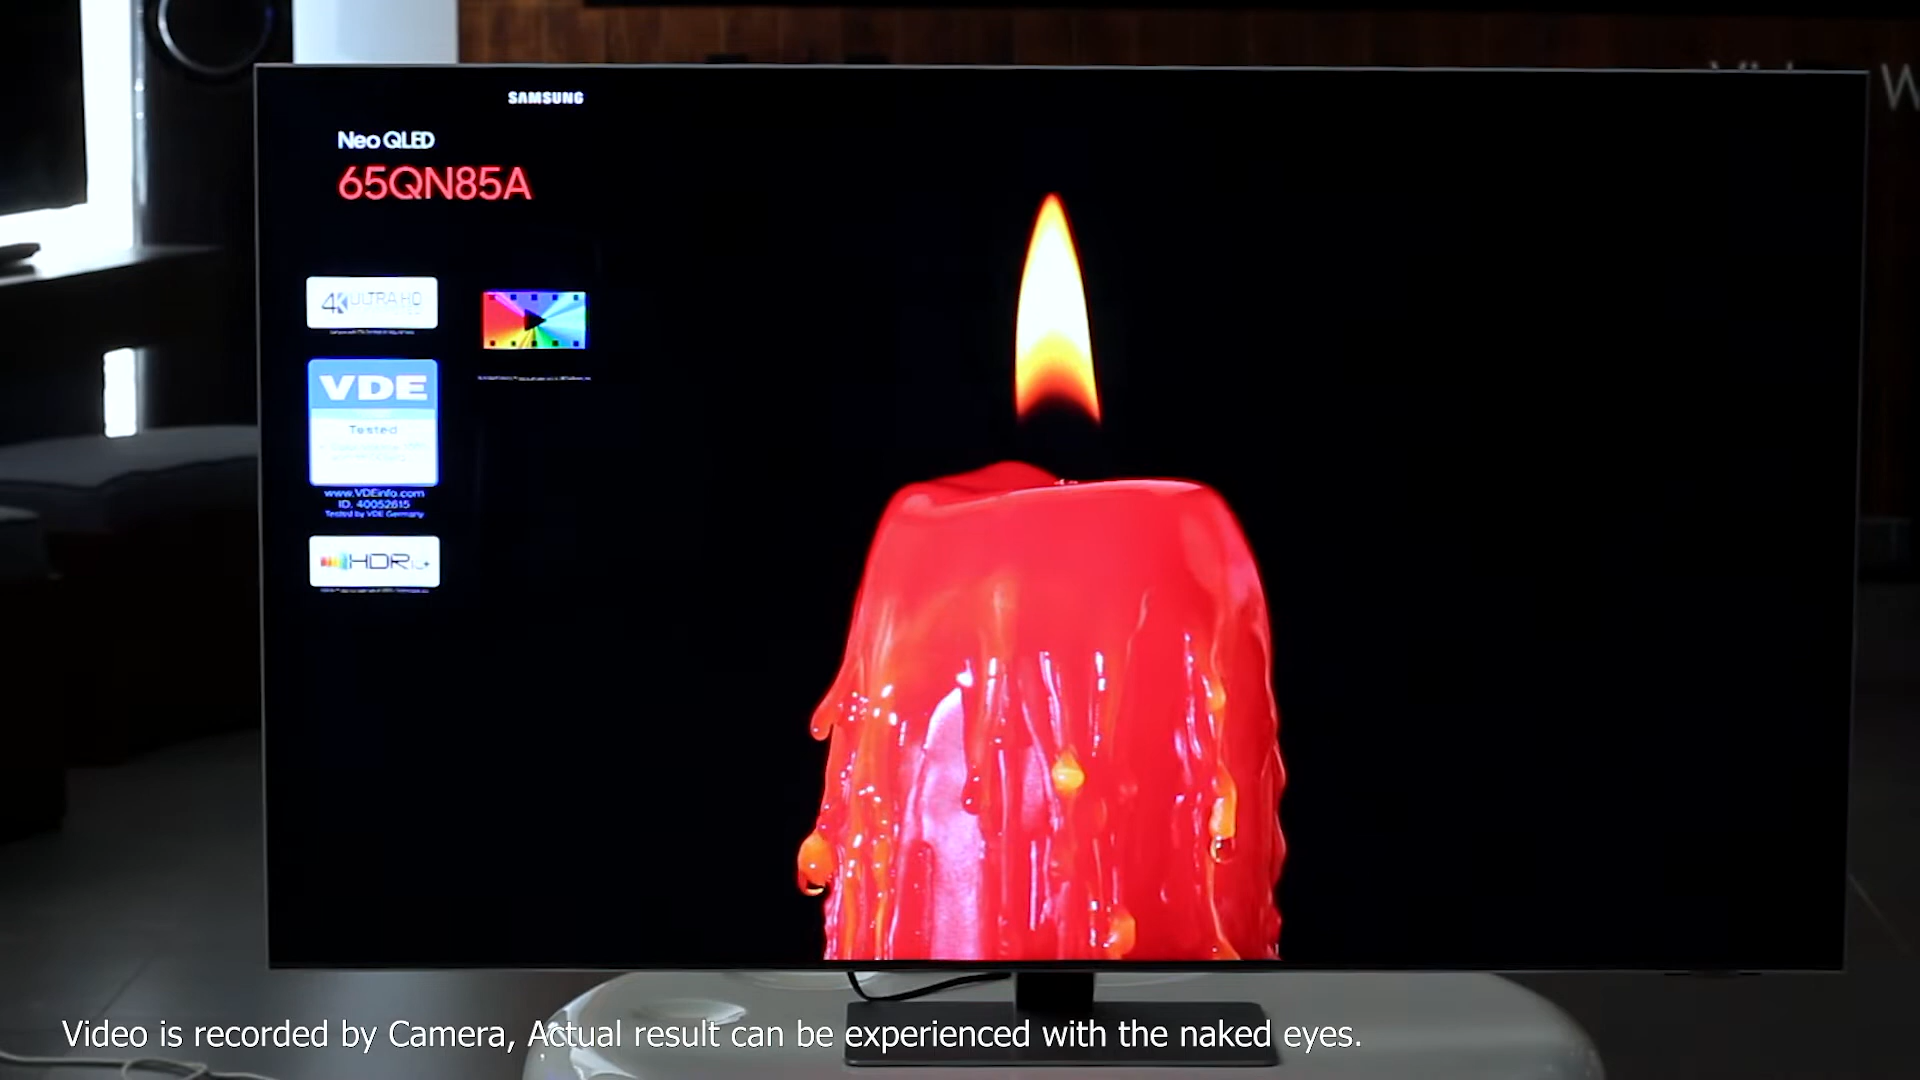 SAMSUNG
Neo QLED
65QN85A
4K ULTRA HD
VDE
Tested
www.VDEinfo.com
ID. 40052615
Tested by VDE Germany
HDR10+
Video is recorded by Camera, Actual result can be experienced with the naked eyes.